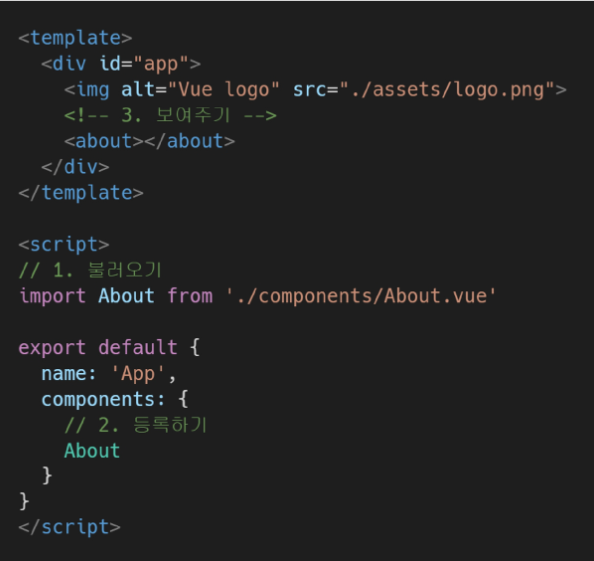 <template>
  <div id="app">
    <img alt="Vue logo" src="./assets/logo.png">
    <!-- 3. 보여주기 -->
    <about></about>
  </div>
</template>

<script>
// 1. 불러오기
import About from './components/About.vue'

export default {
  name: 'App',
  components: {
    // 2. 등록하기
    About
  }
}
</script>